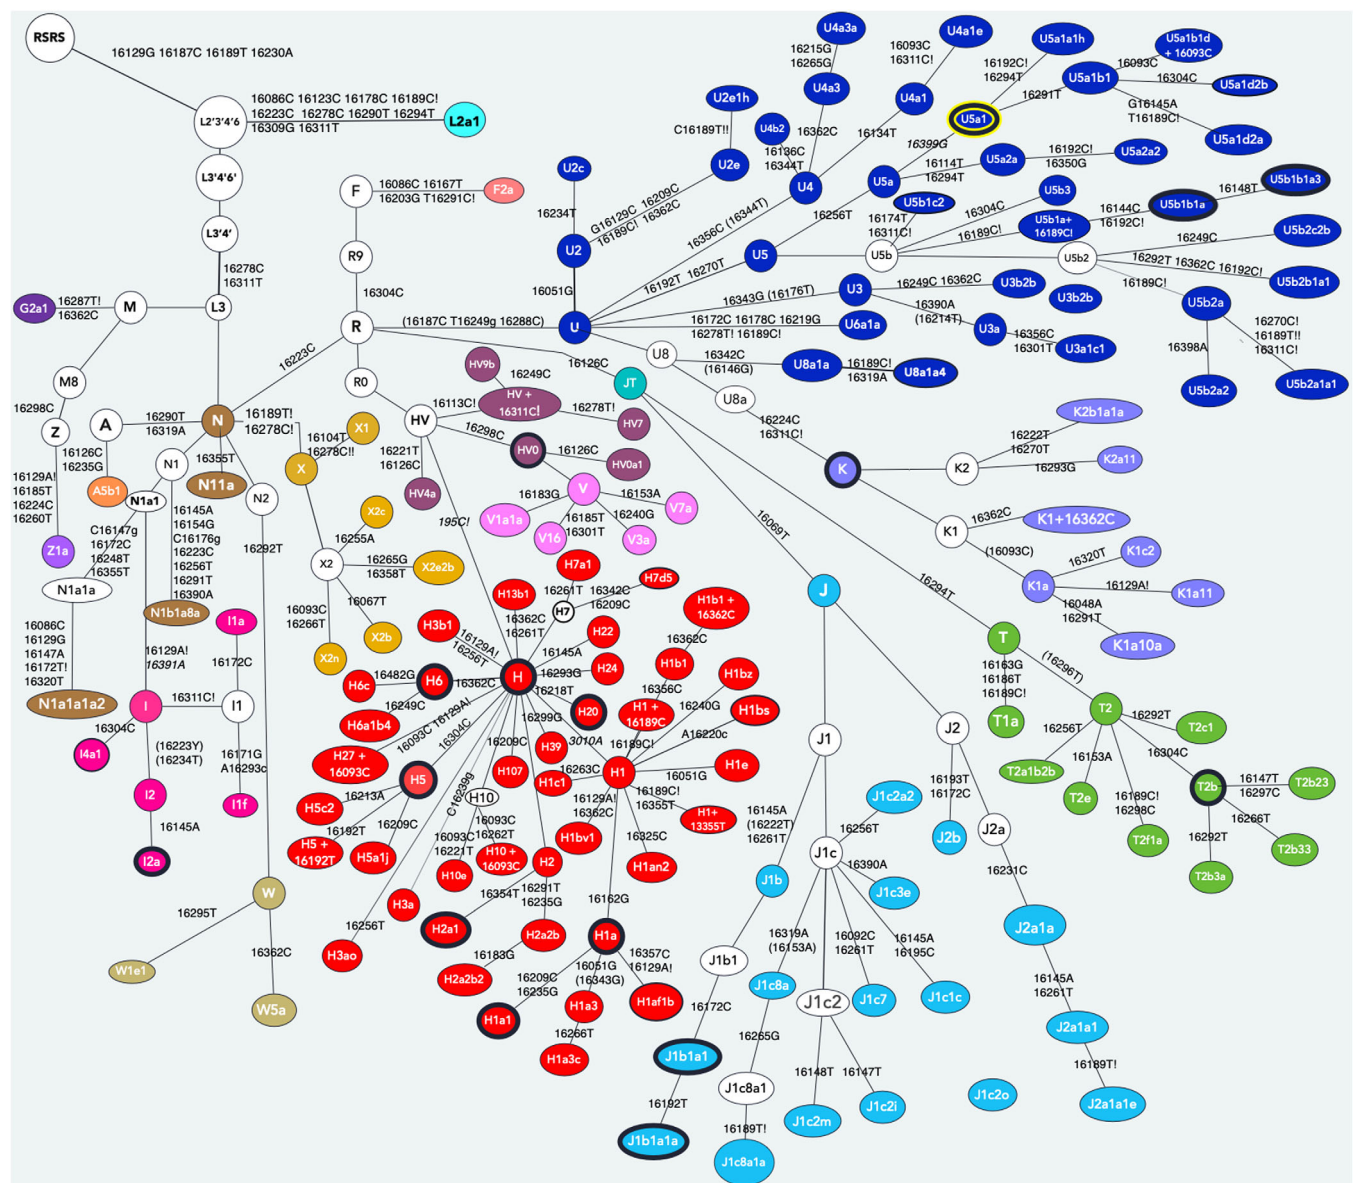 RSRS
16129G 16187C 16189T 16230A
L2'3'4'6
16086C 16123C 16178C 16189C!
16223C 16278C 16290T 16294T
16309G 16311T
L2a1
L3'4'6'
L3'4'
16278C
16311T
L3
M
16287T!
16362C
G2a1
M8
16298C
Z
16129A!
16185T
16224C
16260T
Z1a
F
16086C 16167T
16203G T16291C!
F2a
R9
16304C
R
(16187C T16249g 16288C)
16223C
N
16290T
16319A
A
16126C
16235G
A5b1
16189T!
16278C!
16355T
N11a
N1
N1a1
16145A
16154G
C16176g
16223C
16256T
16291T
16390A
N1b1a8a
C16147g
16172C
16248T
16355T
N1a1a
16086C
16129G
16147A
16172T!
16320T
N1a1a1a2
16129A!
16391A
I
16304C
I4a1
16311C!
I1
16172C
I1a
16171G
A16293c
I1f
(16223Y)
(16234T)
I2
16145A
I2a
N2
16292T
W
16295T
W1e1
16362C
W5a
X
16104T
16278C!!
X1
X2
X2c
16255A
16265G
16358T
X2e2b
16067T
X2b
16093C
16266T
X2n
R0
HV
16113C!
HV9b
16249C
HV +
16311C!
16278T!
HV7
16298C
HV0
16126C
HV0a1
16221T
16126C
HV4a
V
16183G
V1a1a
16185T
16301T
V16
16240G
V3a
16153A
V7a
195C!
H
H7a1
16261T
H7
16342C
16209C
H7d5
H13b1
16362C
16261T
H3b1
16129A!
16256T
H22
16145A
16293G
H24
16218T
H20
16362C
H6
16482G
H6c
16249C
H6a1b4
16093C 16129A!
H27 +
16093C
16304C
H5
16213A
H5c2
16192T
H5 +
16192T
16209C
H5a1j
C16239g
H3a
16256T
H3ao
16209C
H107
H10
16093C
16221T
H10e
16093C
16262T
H10 +
16093C
16299G
H39
H2
16354T
H2a1
16291T
16235G
H2a2b
16183G
H2a2b2
3010A
H1
16189C!
H1 +
16189C
16356C
H1b1
16362C
H1b1 +
16362C
16240G
H1bz
A16220c
H1bs
16051G
H1e
16189C!
16355T
H1+
13355T
16325C
H1an2
16263C
H1c1
16129A!
16362C
H1bv1
16162G
H1a
16209C
16235G
H1a1
16051G
(16343G)
H1a3
16266T
H1a3c
16357C
16129A!
H1af1b
16126C
JT
16069T
J
J1
16145A
(16222T)
16261T
J1b
J1b1
16172C
J1b1a1
16192T
J1b1a1a
J1c
16256T
J1c2a2
16390A
J1c3e
16319A
(16153A)
J1c8a
16265G
J1c8a1
16189T!
J1c8a1a
J1c2
16148T
J1c2m
16147T
J1c2i
16092C
16261T
J1c7
16145A
16195C
J1c1c
J1c2o
J2
16193T
16172C
J2b
J2a
16231C
J2a1a
16145A
16261T
J2a1a1
16189T!
J2a1a1e
16294T
T
16163G
16186T
16189C!
T1a
(16296T)
T2
16256T
T2a1b2b
16153A
T2e
16189C!
16298C
T2f1a
16292T
T2c1
16304C
T2b
16147T
16297C
T2b23
16266T
T2b33
16292T
T2b3a
U
16051G
U2
16234T
U2c
G16129C 16209C
16189C! 16362C
U2e
C16189T!!
U2e1h
16356C (16344T)
U4
16136C
16344T
U4b2
16362C
U4a3
16215G
16265G
U4a3a
16134T
U4a1
16093C
16311C!
U4a1e
16192T 16270T
U5
16256T
U5a
16399G
U5a1
16192C!
16294T
U5a1a1h
16291T
U5a1b1
16093C
U5a1b1d
+ 16093C
16304C
U5a1d2b
G16145A
T16189C!
U5a1d2a
16114T
16294T
U5a2a
16192C!
16350G
U5a2a2
U5b
16174T
16311C!
U5b1c2
16304C
U5b3
16189C!
U5b1a+
16189C!
16144C
16192C!
U5b1b1a
16148T
U5b1b1a3
U5b2
16249C
U5b2c2b
16292T 16362C 16192C!
U5b2b1a1
16189C!
U5b2a
16398A
U5b2a2
16270C!
16189T!!
16311C!
U5b2a1a1
16343G (16176T)
U3
16249C 16362C
U3b2b
U3b2b
16390A
(16214T)
U3a
16356C
16301T
U3a1c1
16172C 16178C 16219G
16278T! 16189C!
U6a1a
U8
16342C
(16146G)
U8a1a
16189C!
16319A
U8a1a4
U8a
16224C
16311C!
K
K2
16222T
16270T
K2b1a1a
16293G
K2a11
K1
16362C
K1+16362C
(16093C)
K1a
16320T
K1c2
16129A!
K1a11
16048A
16291T
K1a10a